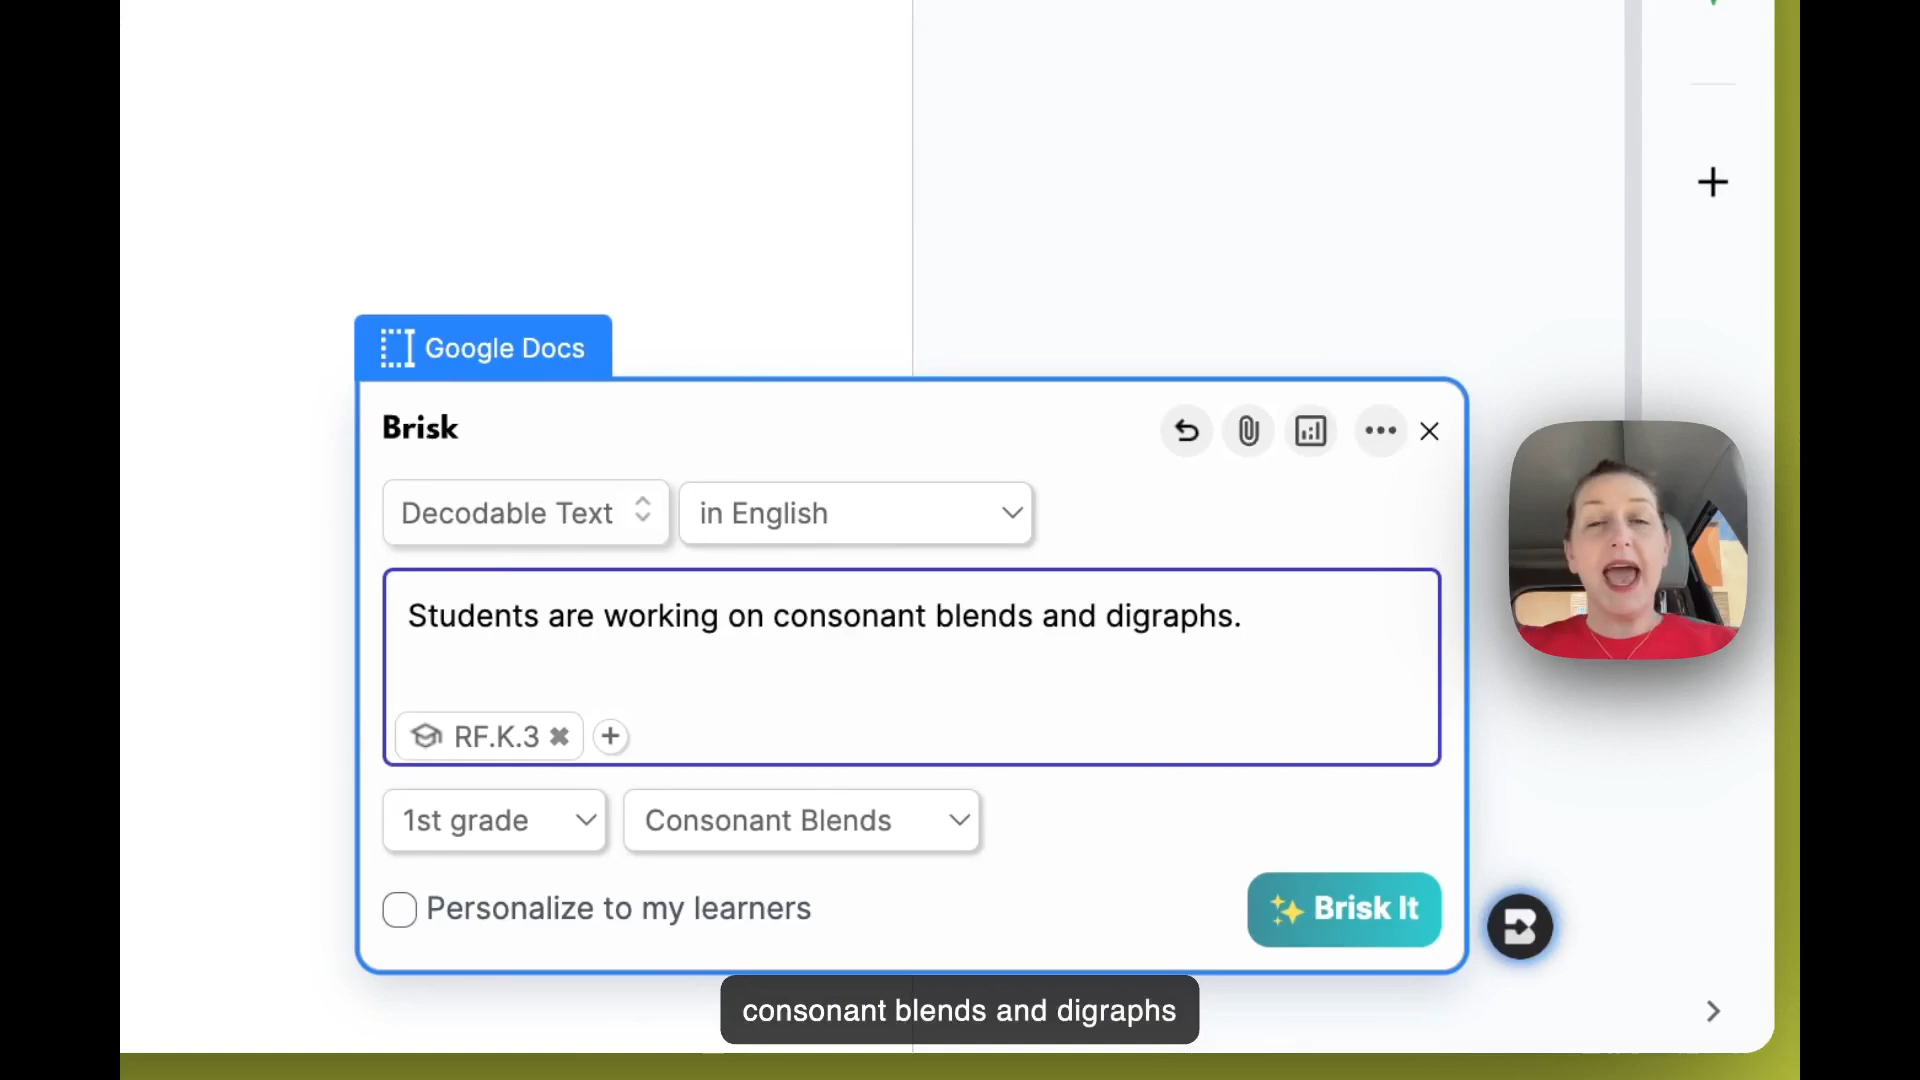 Google Docs
Brisk
Decodable Text
in English
Students are working on consonant blends and digraphs.
RF.K.3
1st grade
Consonant Blends
Personalize to my learners
Brisk It
consonant blends and digraphs